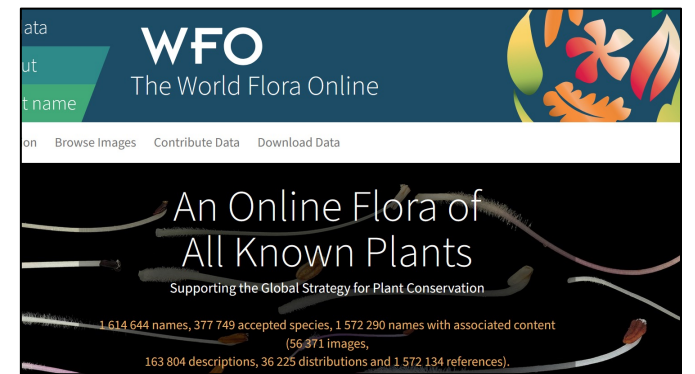 ata
ut
t name
WFO
The World Flora Online
on Browse Images Contribute Data Download Data
An Online Flora of
All Known Plants
Supporting the Global Strategy for Plant Conservation
1 614 644 names, 377 749 accepted species, 1 572 290 names with associated content
(56 371 images,
163 804 descriptions, 36 225 distributions and 1 572 134 references).